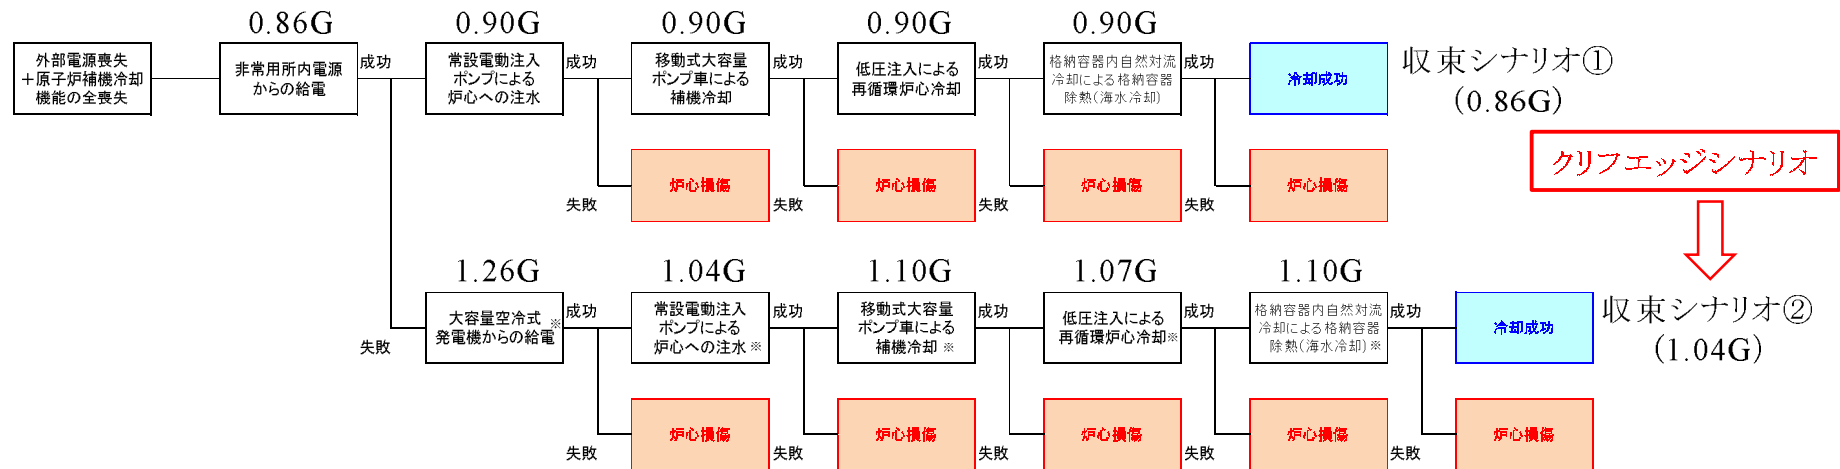 0.86G
0.90G
0.90G
0.90G
0.90G
外部電源喪失
+原子炉補機冷却
機能の全喪失
非常用所内電源
からの給電
成功
常設電動注入
ポンプによる
炉心への注水
成功
移動式大容量
ポンプ車による
補機冷却
成功
低圧注入による
再循環炉心冷却
成功
格納容器内自然対流
冷却による格納容器
除熱(海水冷却)
成功
冷却成功
収束シナリオ①
(0.86G)
クリフエッジシナリオ
炉心損傷
炉心損傷
炉心損傷
炉心損傷
失敗
失敗
失敗
失敗
1.26G
1.04G
1.10G
1.07G
1.10G
失敗
大容量空冷式
発電機からの給電※
成功
常設電動注入
ポンプによる
炉心への注水※
成功
移動式大容量
ポンプ車による
補機冷却※
成功
低圧注入による
再循環炉心冷却※
成功
格納容器内自然対流
冷却による格納容器
除熱(海水冷却)※
成功
冷却成功
収束シナリオ②
(1.04G)
炉心損傷
炉心損傷
炉心損傷
炉心損傷
炉心損傷
失敗
失敗
失敗
失敗
失敗